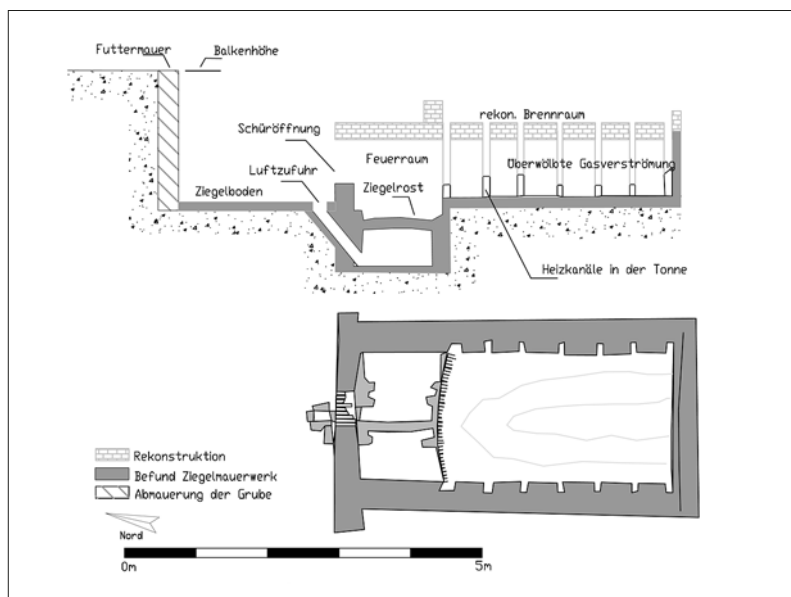 Futtermauer
Balkenhöhe
Schüröffnung
rekon. Brennraum
Feuerraum
Überwölbte Gasverströmung
Luftzufuhr
Ziegelrost
Ziegelboden
Heizkanäle in der Tonne
Rekonstruktion
Befund Ziegelmauerwerk
Abmauerung der Grube
Nord
0m
5m